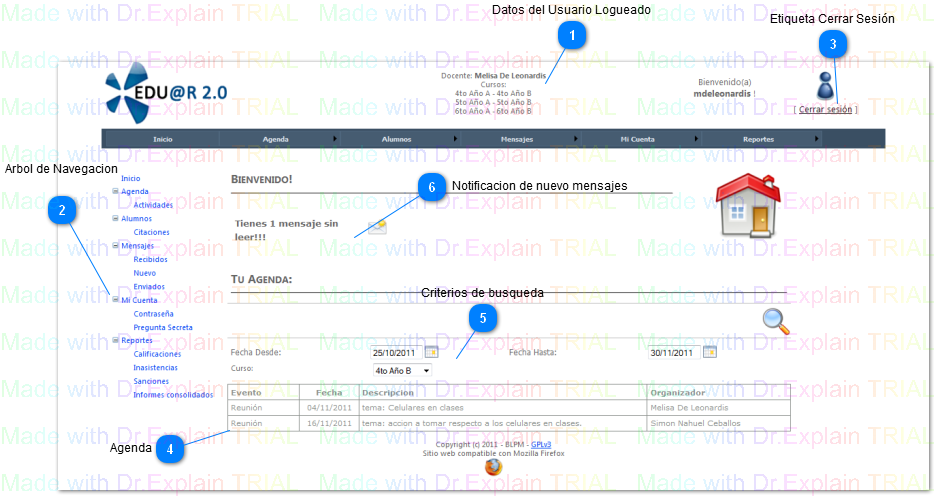 Made with Dr.Explain TRIAL
Datos del Usuario Logueado
Etiqueta Cerrar Sesión
1
3
EDU@R 2.0
Docente: Melisa De Leonardis
Cursos:
4to Año A - 4to Año B
5to Año A - 5to Año B
6to Año A - 6to Año B
Bienvenido(a)
mdeleonardis !
[ Cerrar sesión ]
Inicio Agenda Alumnos Mensajes Mi Cuenta Reportes
Arbol de Navegacion
2
Inicio
Agenda
Actividades
Alumnos
Citaciones
Mensajes
Recibidos
Nuevo
Enviados
Mi Cuenta
Contraseña
Pregunta Secreta
Reportes
Calificaciones
Inasistencias
Sanciones
Informes consolidados
BIENVENIDO!
6
Notificacion de nuevo mensajes
Tienes 1 mensaje sin
leer!!!
TU AGENDA:
Criterios de busqueda
5
Fecha Desde: 25/10/2011 Fecha Hasta: 30/11/2011
Curso: 4to Año B
Evento Fecha Descripcion Organizador
Reunión 04/11/2011 tema: Celulares en clases Melisa De Leonardis
Reunión 16/11/2011 tema: accion a tomar respecto a los celulares en clases. Simon Nahuel Ceballos
Agenda
4
Copyright (c) 2011 - BLPM - GPLv3
Sitio web compatible con Mozilla Firefox